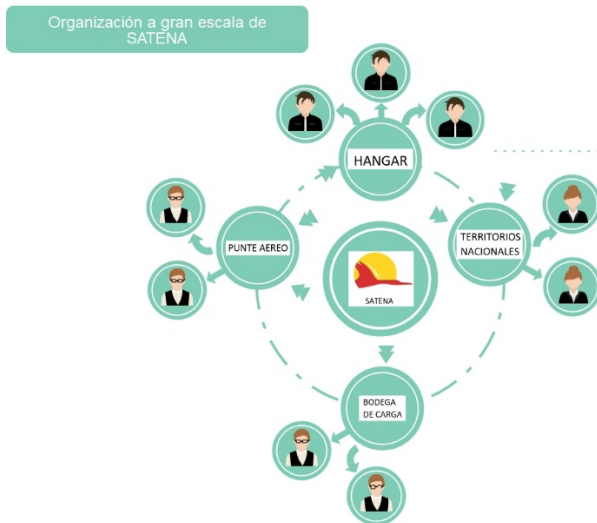 Organización a gran escala de
SATENA
HANGAR
PUNTE AEREO
TERRITORIOS
NACIONALES
SATENA
BODEGA
DE CARGA